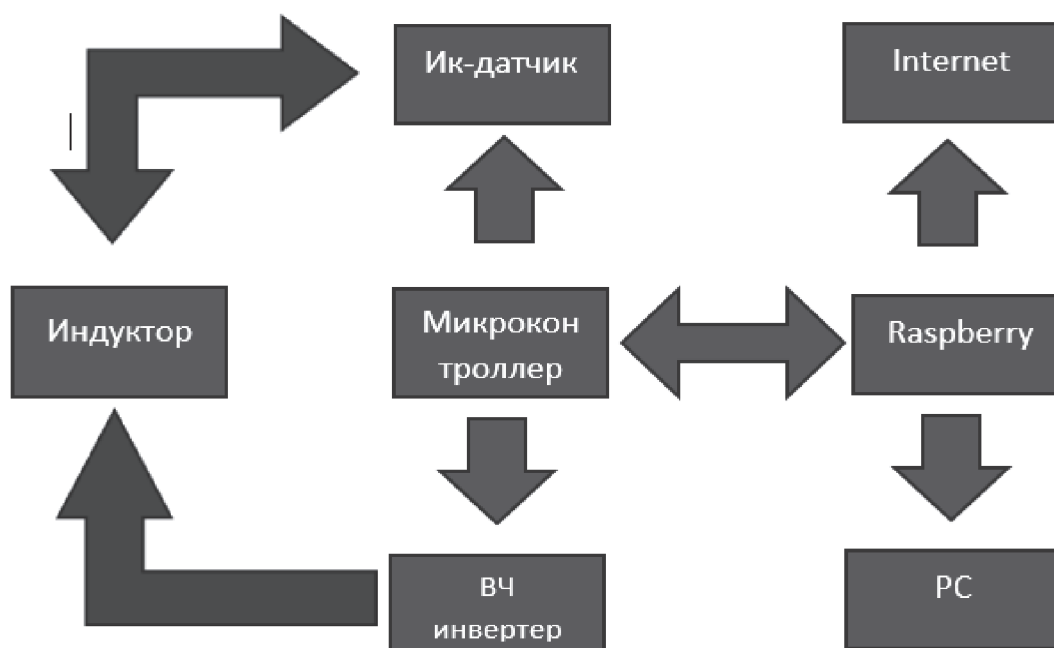 Ик-датчик
Internet
Индуктор
Микрокон
троллер
Raspberry
ВЧ
инвертер
PC